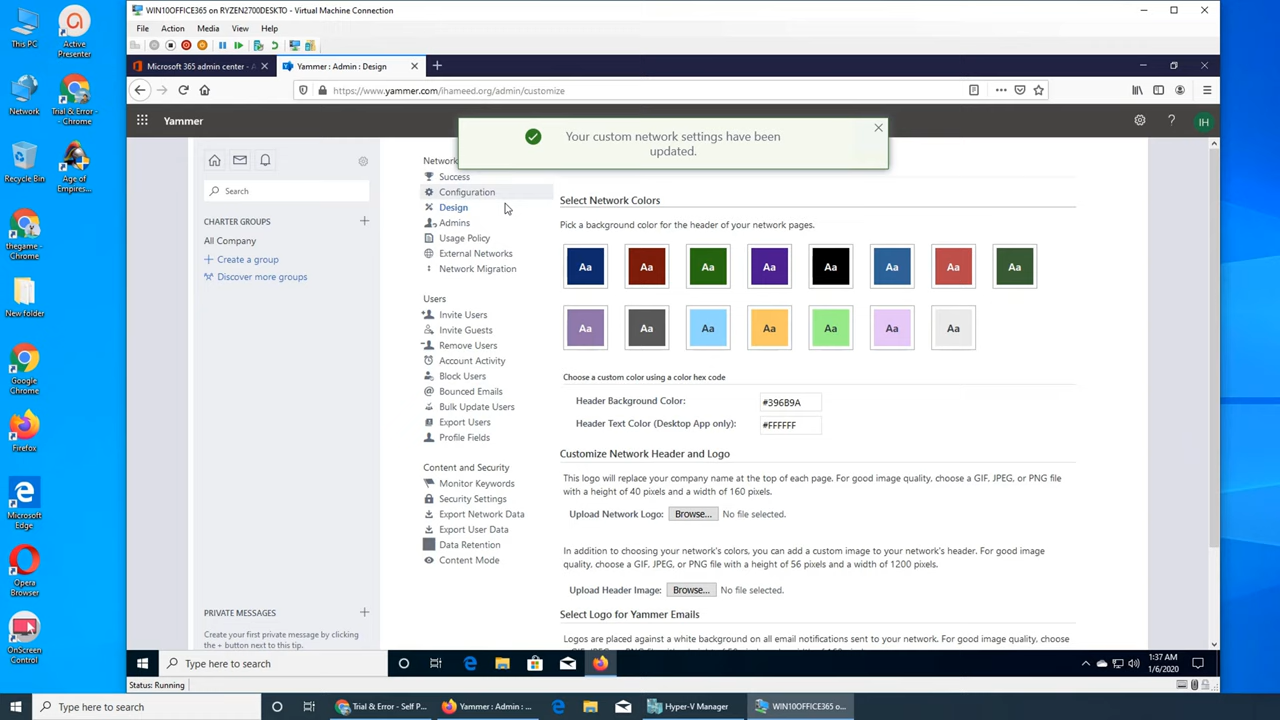 This PC
Active
Presenter
Network
Trial & Error
- Chrome
Recycle Bin
Age of
Empires...
thegame -
Chrome
New folder
Google
Chrome
Firefox
Microsoft
Edge
Opera
Browser
OnScreen
Control
WIN10OFFICE365 on RYZEN2700DESKTO - Virtual Machine Connection
File Action Media View Help
Microsoft 365 admin center - A
Yammer : Admin : Design
https://www.yammer.com/ihameed.org/admin/customize
Yammer
IH
Your custom network settings have been
updated.
Search
CHARTER GROUPS
All Company
Create a group
Discover more groups
PRIVATE MESSAGES
Create your first private message by clicking
the + button next to this tip.
Network
Success
Configuration
Design
Admins
Usage Policy
External Networks
Network Migration
Users
Invite Users
Invite Guests
Remove Users
Account Activity
Block Users
Bounced Emails
Bulk Update Users
Export Users
Profile Fields
Content and Security
Monitor Keywords
Security Settings
Export Network Data
Export User Data
Data Retention
Content Mode
Select Network Colors
Pick a background color for the header of your network pages.
Aa Aa Aa Aa Aa Aa Aa Aa
Aa Aa Aa Aa Aa Aa Aa
Choose a custom color using a color hex code
Header Background Color: #396B9A
Header Text Color (Desktop App only): #FFFFFF
Customize Network Header and Logo
This logo will replace your company name at the top of each page. For good image quality, choose a GIF, JPEG, or PNG file
with a height of 40 pixels and a width of 160 pixels.
Upload Network Logo: Browse... No file selected.
In addition to choosing your network's colors, you can add a custom image to your network's header. For good image
quality, choose a GIF, JPEG, or PNG file with a height of 56 pixels and a width of 1200 pixels.
Upload Header Image: Browse... No file selected.
Select Logo for Yammer Emails
Logos are placed against a white background on all email notifications sent to your network. For good image quality, choose
Type here to search
1:37 AM
1/6/2020
Status: Running
Type here to search
Trial & Error - Self P...
Yammer : Admin : ...
Hyper-V Manager
WIN10OFFICE365 o...